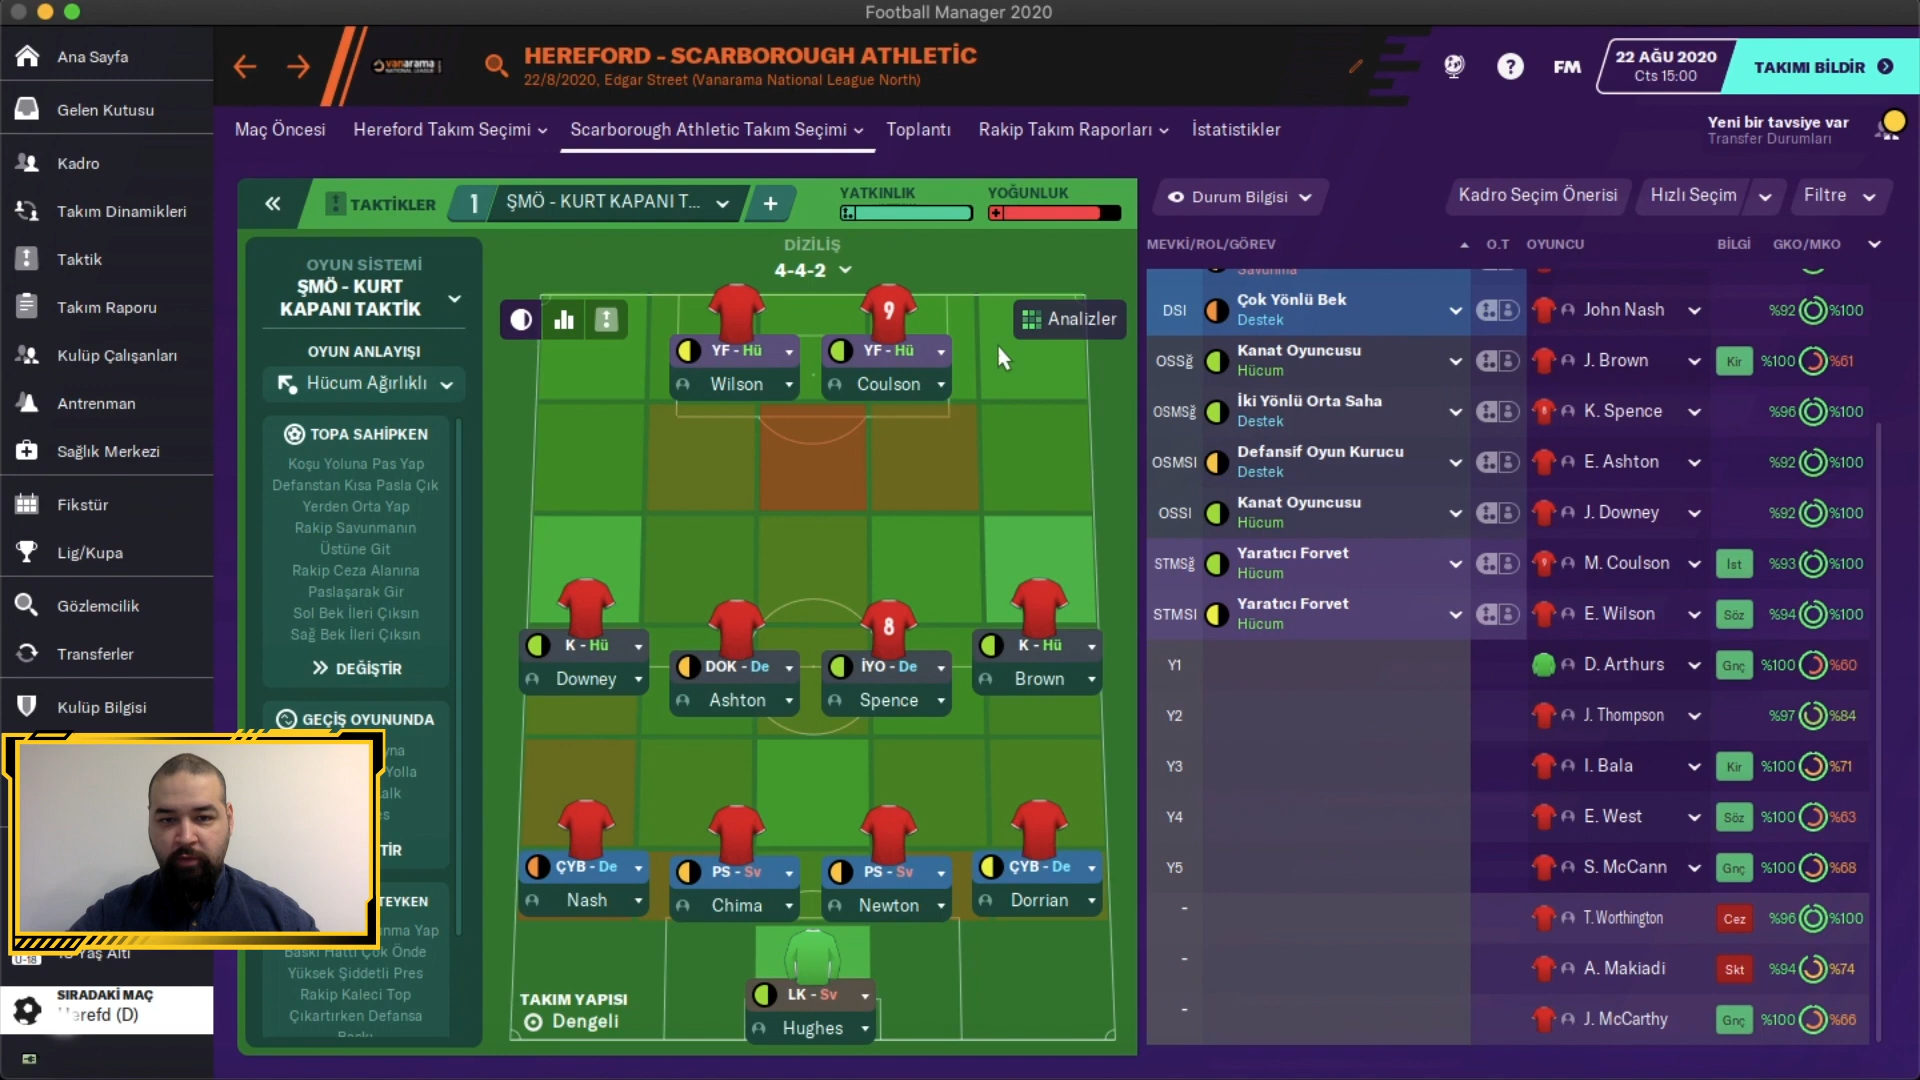 Football Manager 2020
Ana Sayfa
Gelen Kutusu
Kadro
Takım Dinamikleri
Taktik
Takım Raporu
Kulüp Çalışanları
Antrenman
Sağlık Merkezi
Fikstür
Lig/Kupa
Gözlemcilik
Transferler
Kulüp Bilgisi
U-18
Yaş Altı
SIRADAKİ MAÇ
(D)
vanarama
NATIONAL LEAGUE
HEREFORD - SCARBOROUGH ATHLETİC
22/8/2020, Edgar Street (Vanarama National League North)
FM
22 AĞU 2020
Cts 15:00
TAKIMI BİLDİR
Maç Öncesi
Hereford Takım Seçimi
Scarborough Athletic Takım Seçimi
Toplantı
Rakip Takım Raporları
İstatistikler
Yeni bir tavsiye var
Transfer Durumları
TAKTİKLER
1
ŞMÖ - KURT KAPANI T...
YATKINLIK
YOĞUNLUK
OYUN SİSTEMİ
ŞMÖ - KURT
KAPANI TAKTİK
OYUN ANLAYIŞI
Hücum Ağırlıklı
TOPA SAHİPKEN
Koşu Yoluna Pas Yap
Defanstan Kısa Pasla Çık
Yerden Orta Yap
Rakip Savunmanın
Üstüne Git
Rakip Ceza Alanına
Paslaşarak Gir
Sol Bek İleri Çıksın
Sağ Bek İleri Çıksın
DEĞİŞTİR
GEÇİŞ OYUNUNDA
Baskı Hattı Çok Önde
Yüksek Şiddetli Pres
Rakip Kaleci Top
Çıkartırken Defansa
DİZİLİŞ
4-4-2
Analizler
9
YF - Hü
YF - Hü
Wilson
Coulson
8
K - Hü
DOK - De
İYO - De
K - Hü
Downey
Ashton
Spence
Brown
ÇYB - De
PS - Sv
PS - Sv
ÇYB - De
Nash
Chima
Newton
Dorrian
LK - Sv
Hughes
TAKIM YAPISI
Dengeli
Durum Bilgisi
Kadro Seçim Önerisi
Hızlı Seçim
Filtre
MEVKİ/ROL/GÖREV O.T OYUNCU BİLGİ GKO/MKO
Savunma
DSI Çok Yönlü Bek Destek John Nash %92 %100
OSSğ Kanat Oyuncusu Hücum J. Brown Kir %100 %61
OSMSğ İki Yönlü Orta Saha Destek K. Spence %96 %100
OSMSI Defansif Oyun Kurucu Destek E. Ashton %92 %100
OSSI Kanat Oyuncusu Hücum J. Downey %92 %100
STMSğ Yaratıcı Forvet Hücum M. Coulson İst %93 %100
STMSI Yaratıcı Forvet Hücum E. Wilson Söz %94 %100
Y1 D. Arthurs Gnç %100 %60
Y2 J. Thompson %97 %84
Y3 I. Bala Kir %100 %71
Y4 E. West Söz %100 %63
Y5 S. McCann Gnç %100 %68
- T. Worthington Cez %96 %100
- A. Makiadi Skt %94 %74
- J. McCarthy Gnç %100 %66